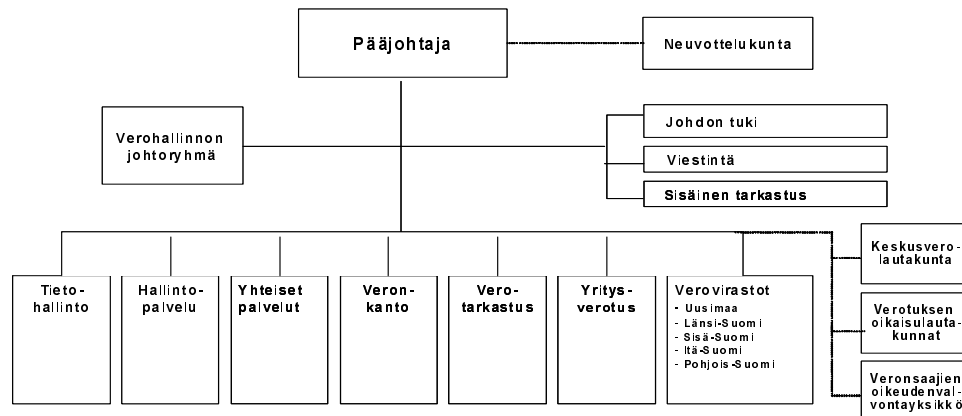 Pääjohtaja
Neuvottelukunta
Verohallinnon
johtoryhmä
Johdon tuki
Viestintä
Sisäinen tarkastus
Tieto-
hallinto
Hallinto-
palvelu
Yhteiset
palvelut
Veron-
kanto
Vero-
tarkastus
Yritys-
verotus
Verovirastot
- Uusimaa
- Länsi-Suomi
- Sisä-Suomi
- Itä-Suomi
- Pohjois-Suomi
Keskusvero-
lautakunta
Verotuksen
oikaisulauta-
kunnat
Veronsaajien
oikeudenval-
vontayksikkö